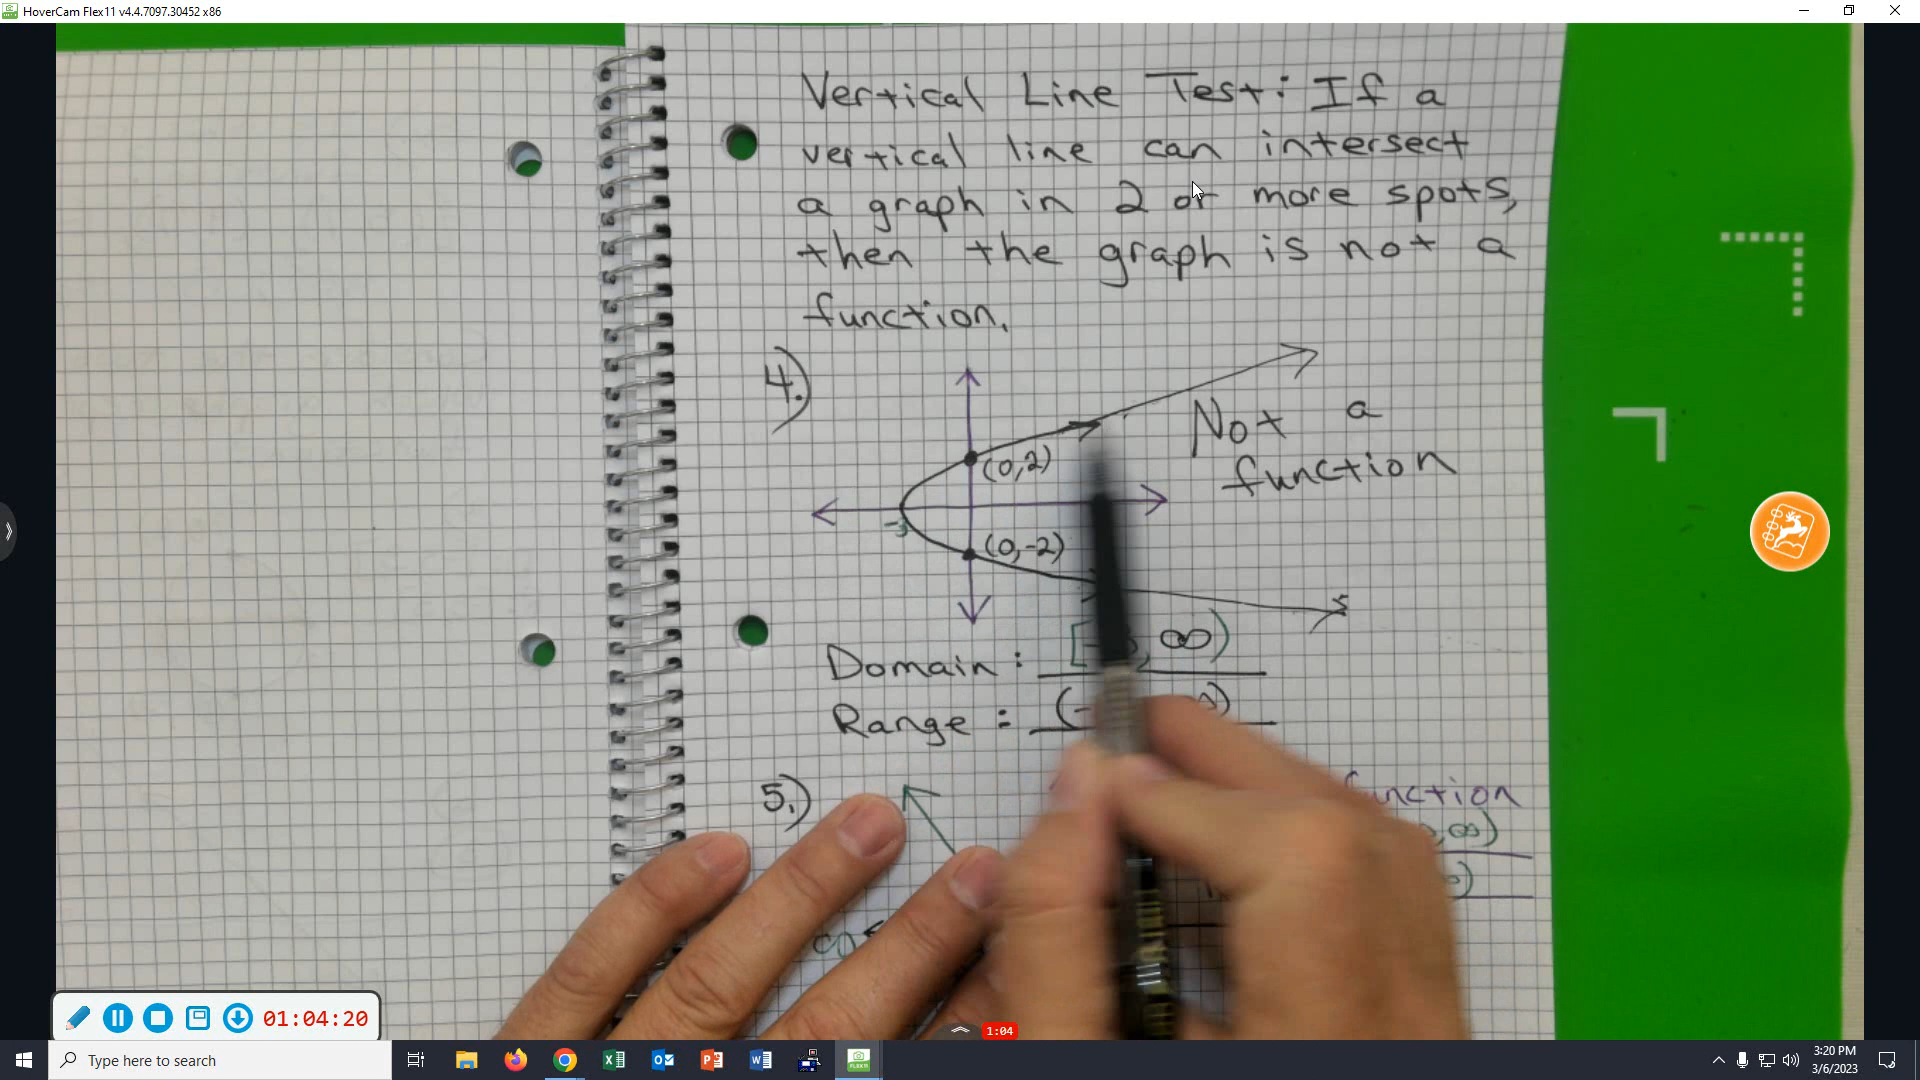 HoverCam Flex11 v4.4.7097.30452 x86
Vertical Line Test: If a
vertical line can intersect
a graph in 2 or more spots,
then the graph is not a
function.
4.)
(0,2)
Not a
function
(0,-2)
Domain: ∞)
Range: (-
5.)
function
∞)
∞
01:04:20
1:04
Type here to search
3:20 PM
3/6/2023